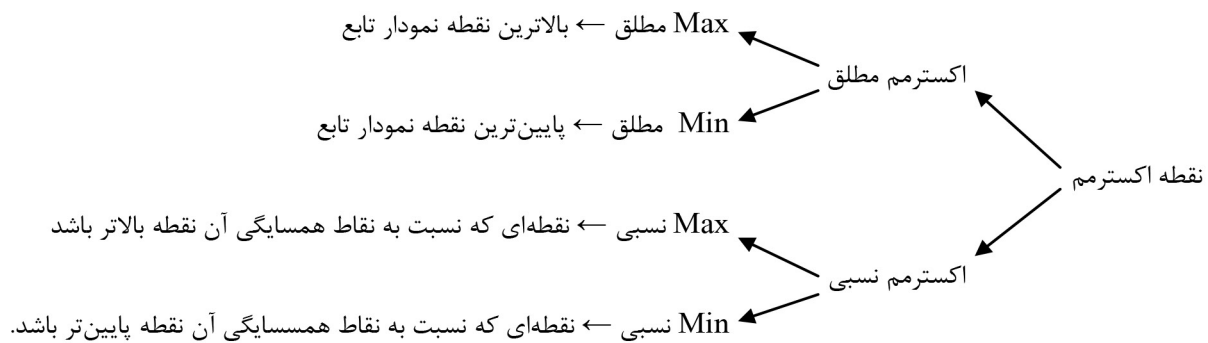 Max مطلق ← بالاترین نقطه نمودار تابع
اکسترمم مطلق
Min مطلق ← پایین‌ترین نقطه نمودار تابع
نقطه اکسترمم
Max نسبی ← نقطه‌ای که نسبت به نقاط همسایگی آن نقطه بالاتر باشد
اکسترمم نسبی
Min نسبی ← نقطه‌ای که نسبت به نقاط همسسایگی آن نقطه پایین‌تر باشد.